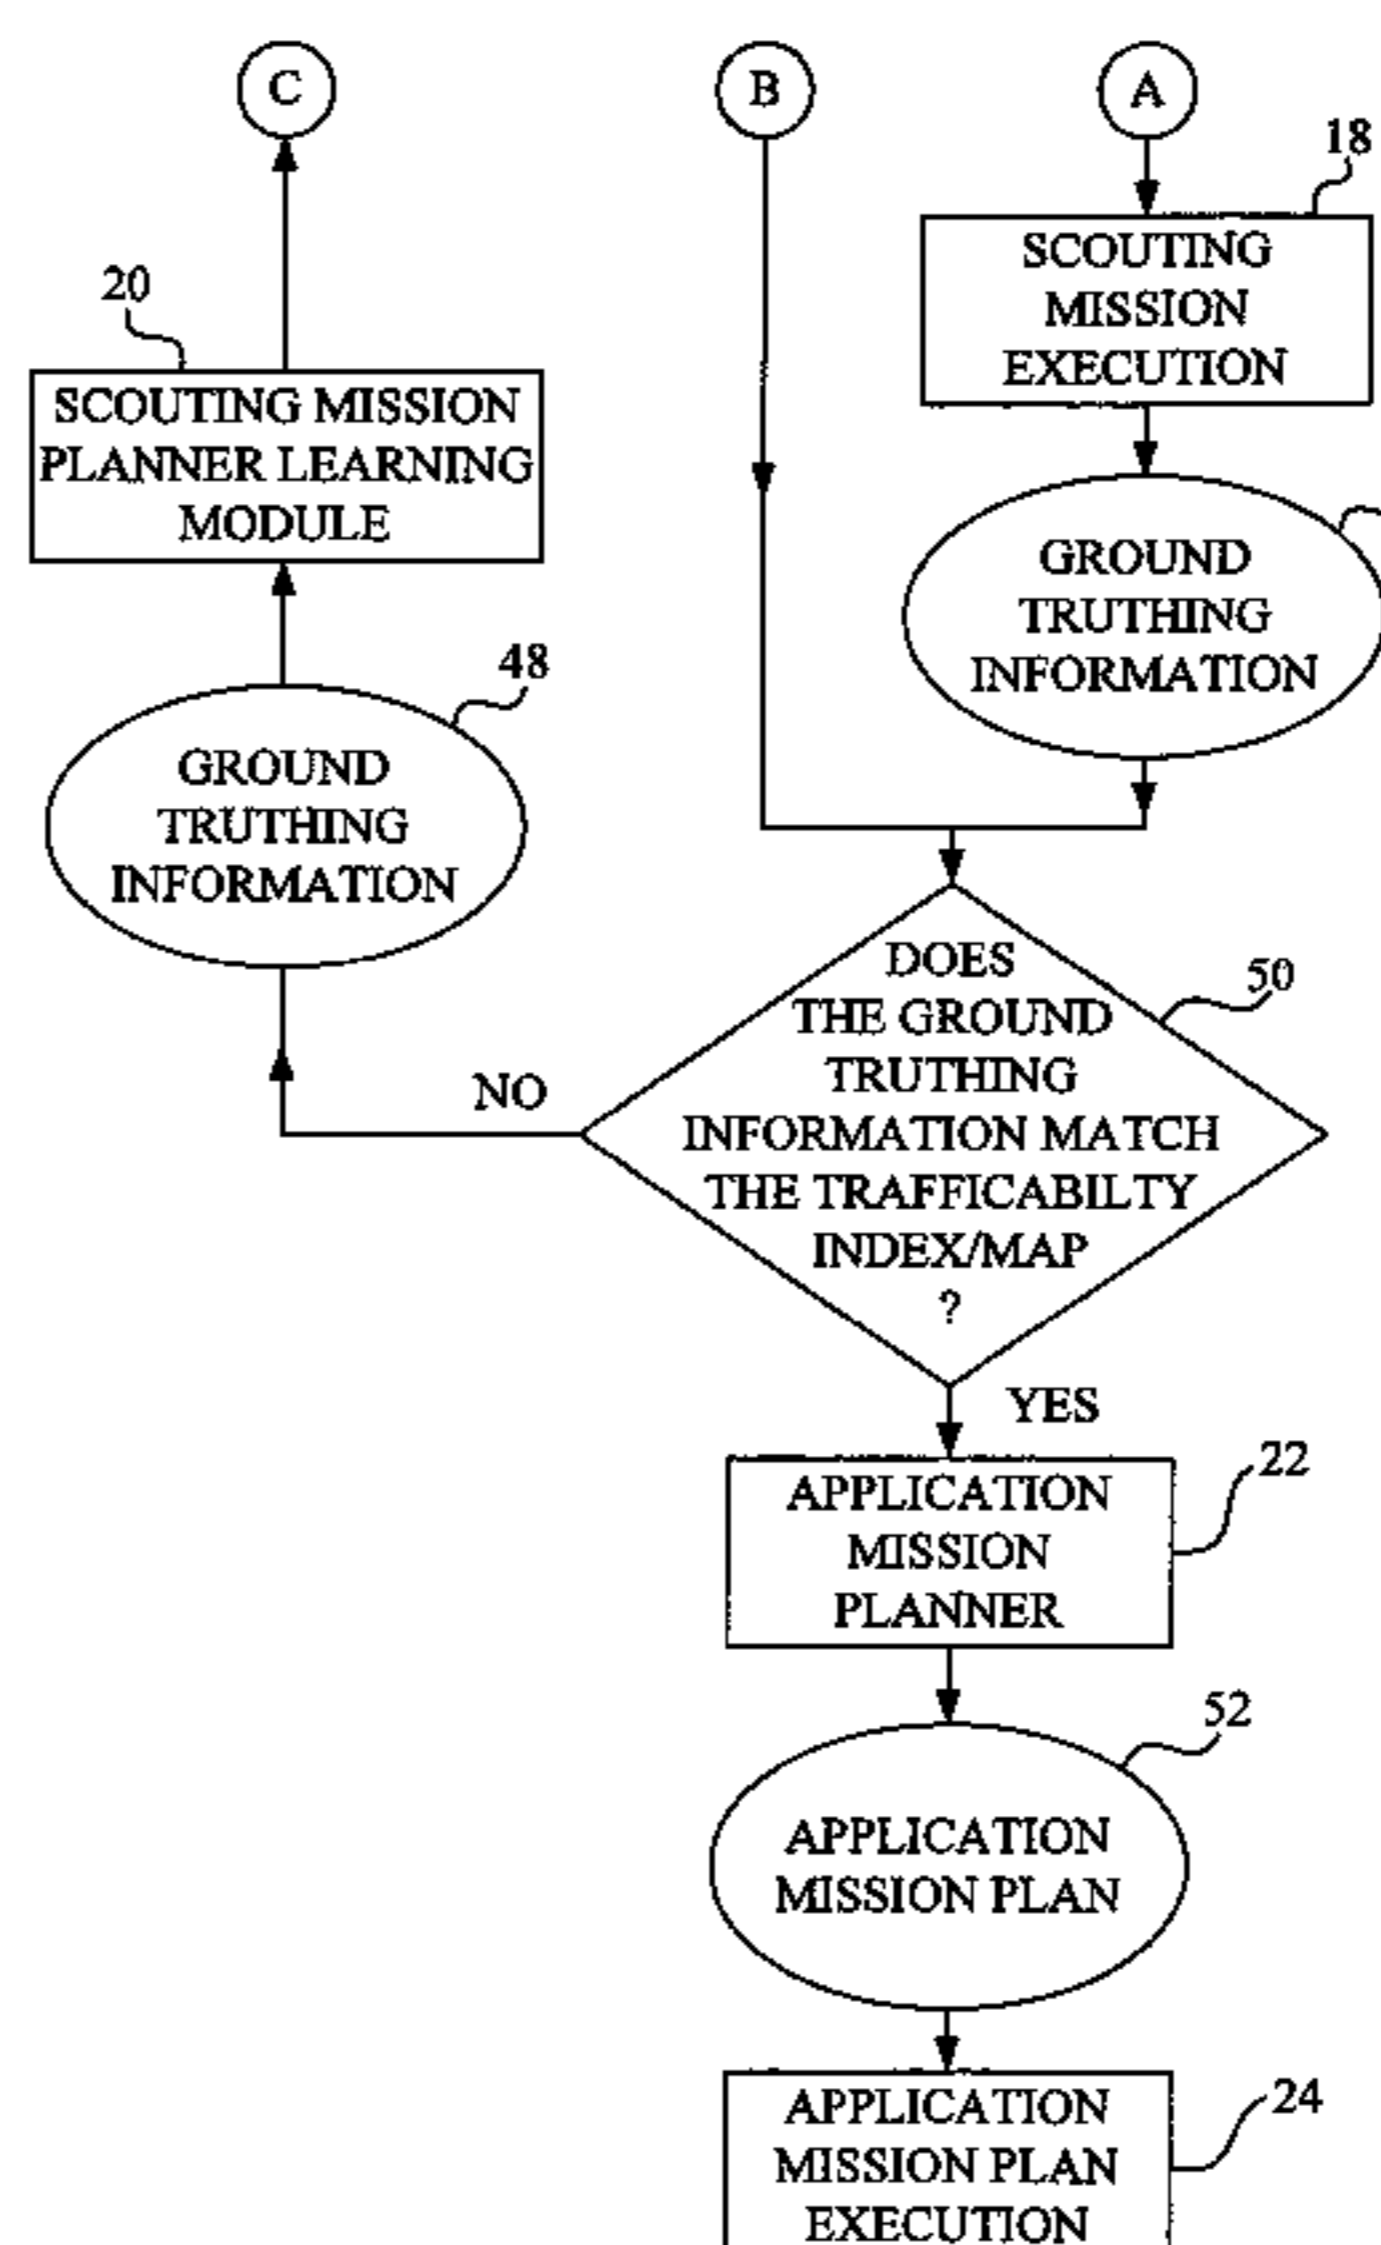 C
B
A
18
SCOUTING
MISSION
EXECUTION
20
SCOUTING MISSION
PLANNER LEARNING
MODULE
GROUND
TRUTHING
INFORMATION
48
GROUND
TRUTHING
INFORMATION
DOES
THE GROUND
TRUTHING
INFORMATION MATCH
THE TRAFFICABILTY
INDEX/MAP
?
50
NO
YES
APPLICATION
MISSION
PLANNER
22
52
APPLICATION
MISSION PLAN
APPLICATION
MISSION PLAN
EXECUTION
24